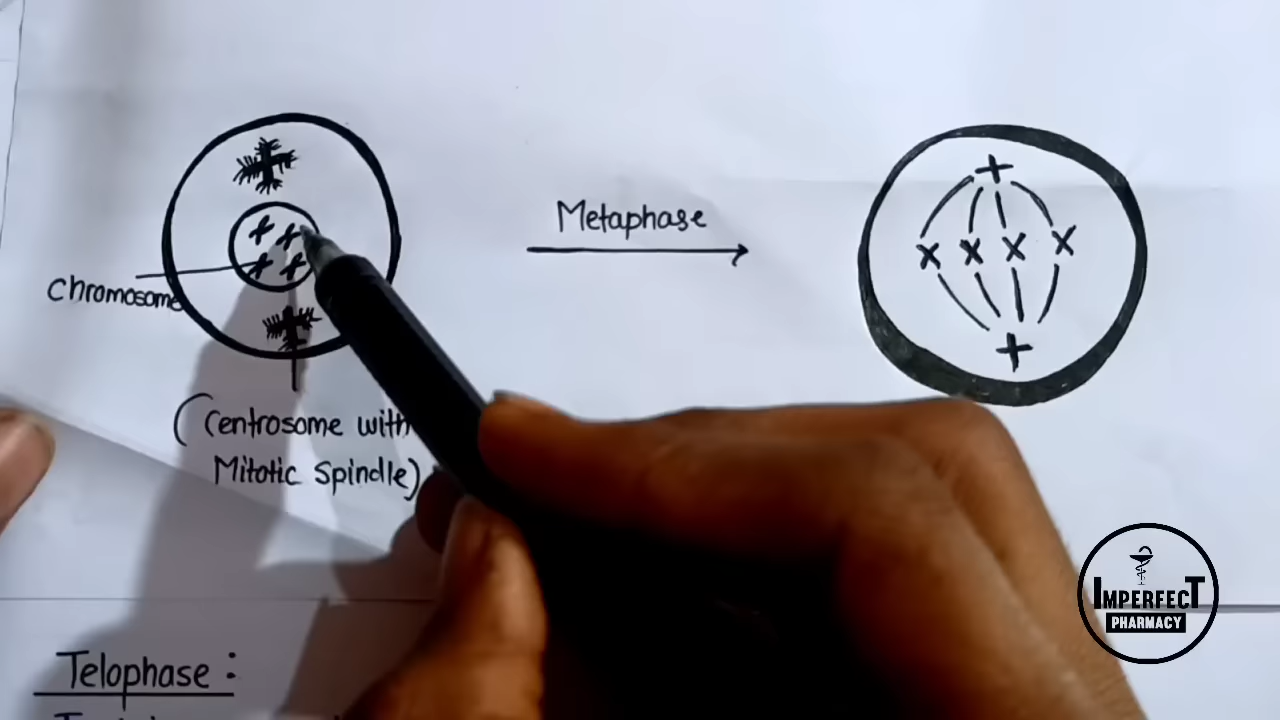 Metaphase
Chromosome
(Centrosome with
Mitotic Spindle)
Telophase :
IMPERFECT
PHARMACY